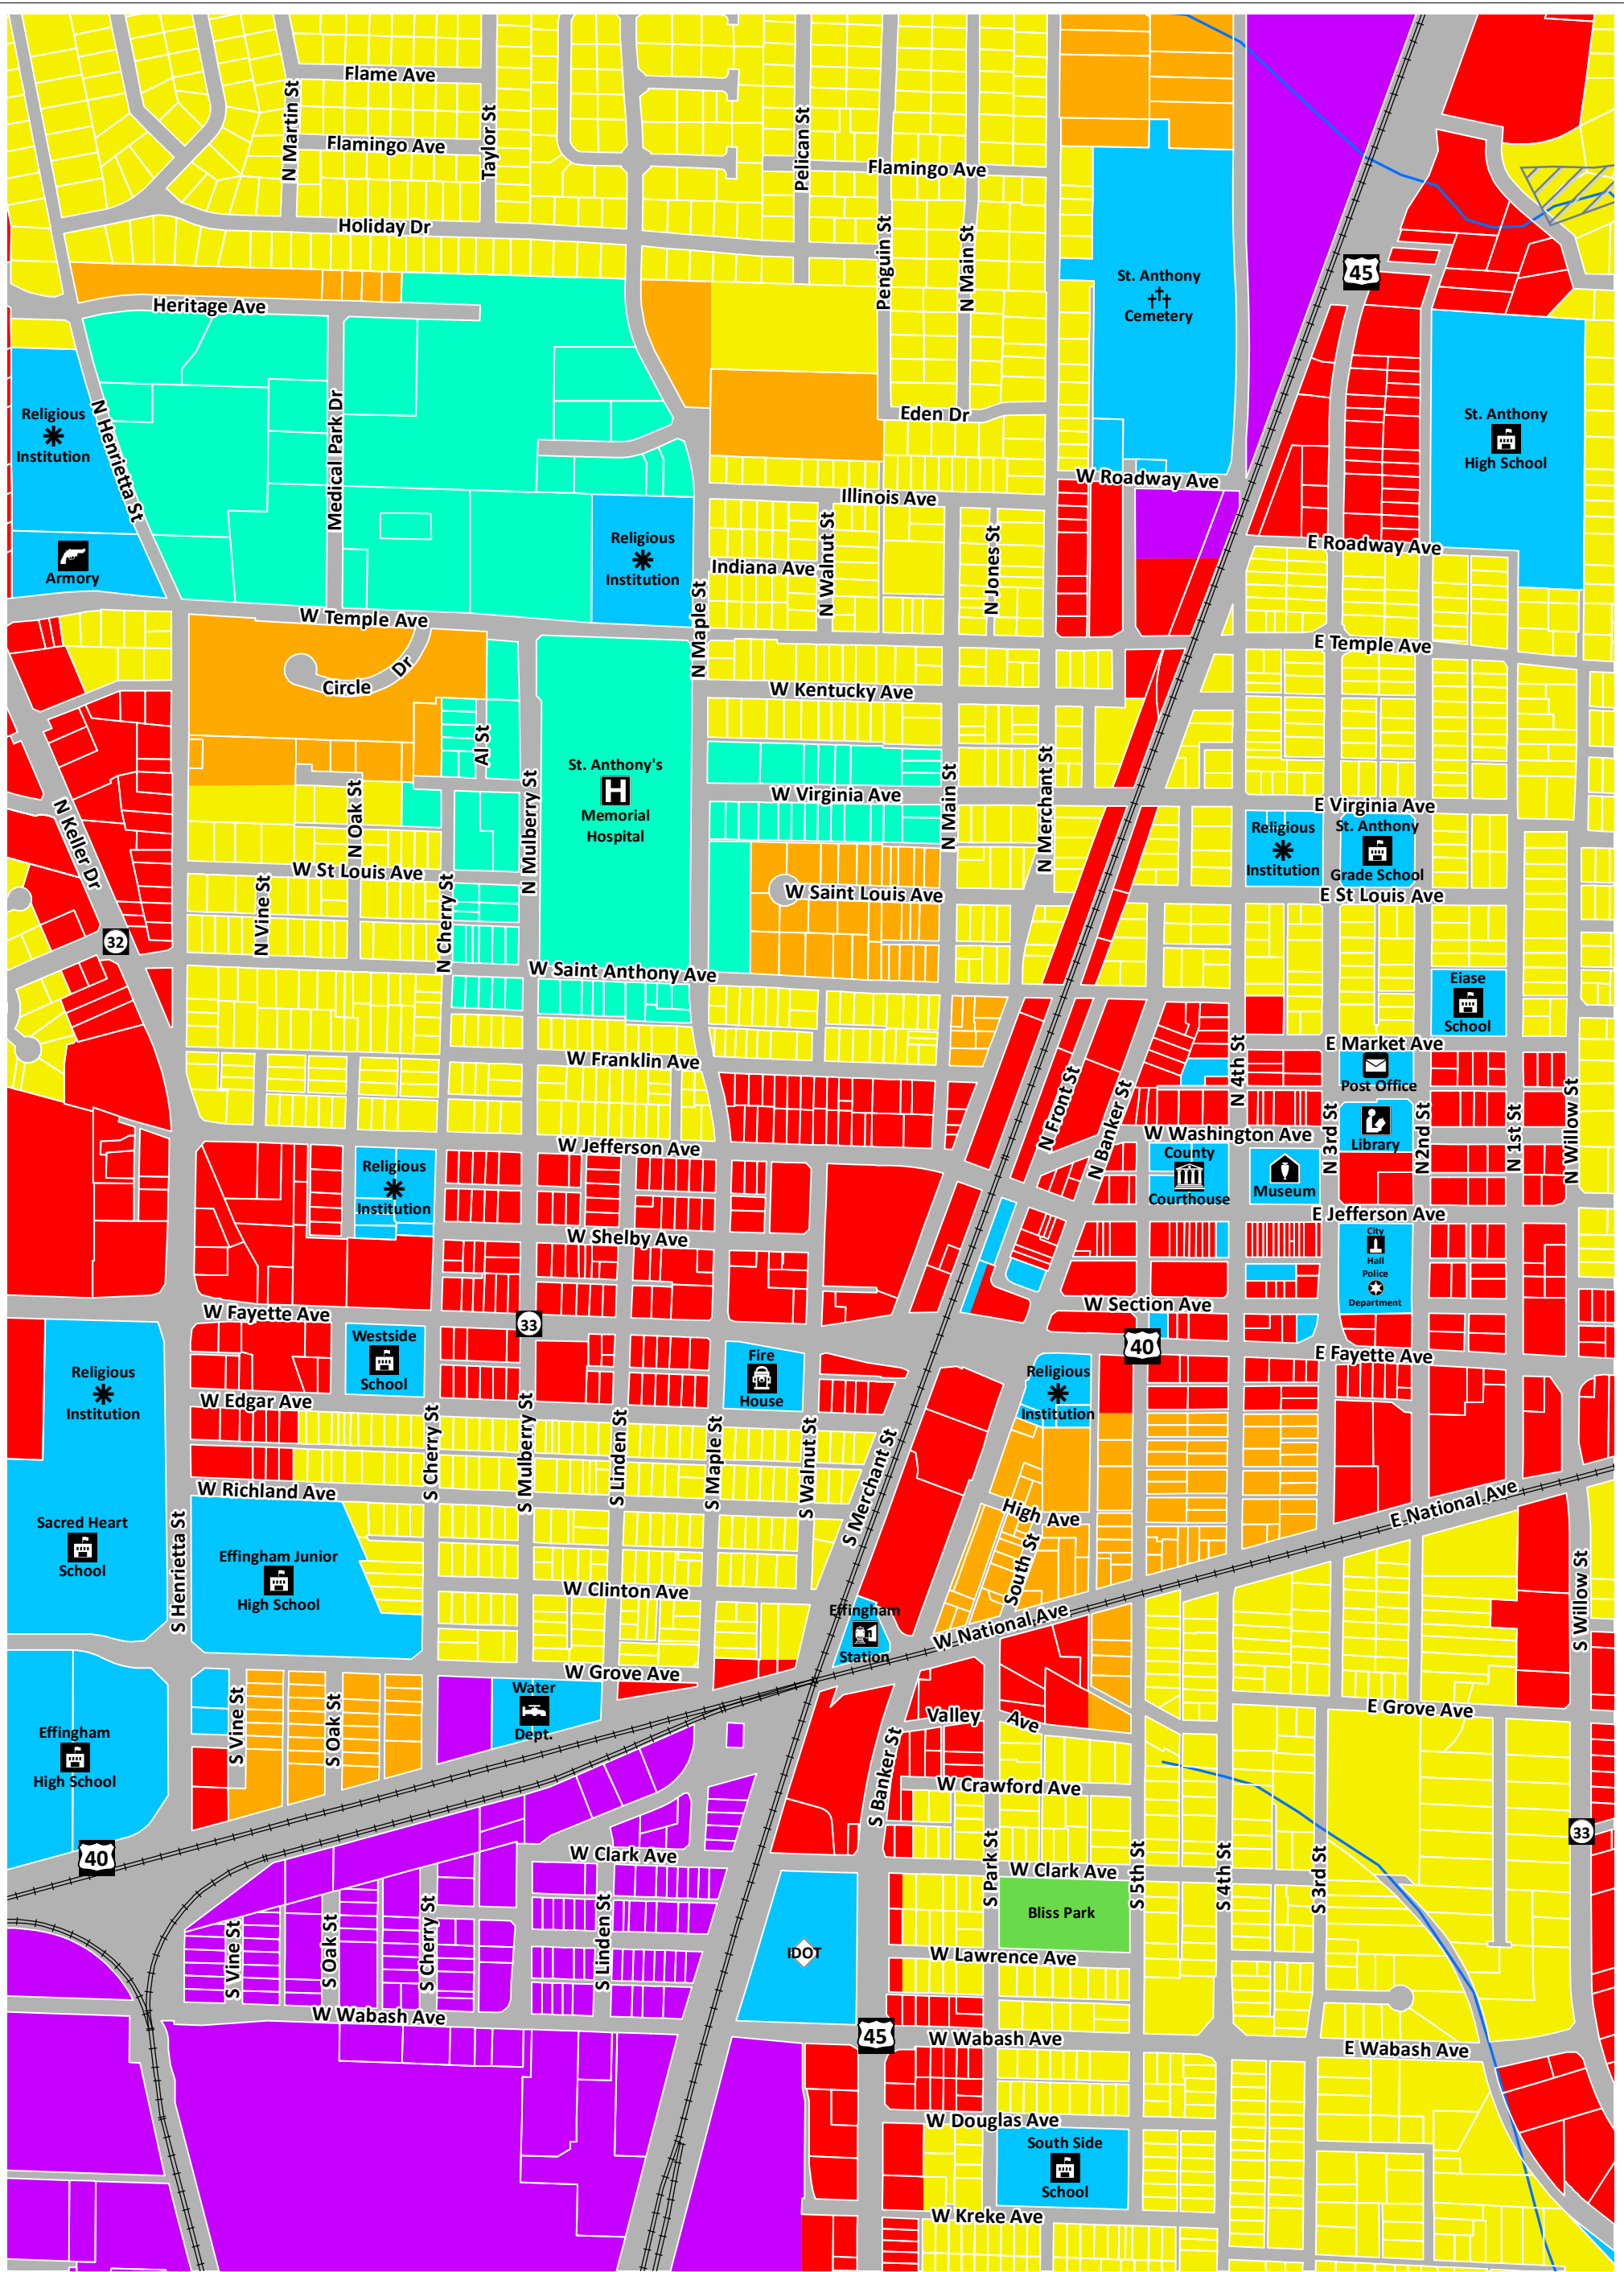 Flame Ave
N Martin St
Taylor St
Flamingo Ave
Pelican St
Flamingo Ave
Holiday Dr
Penguin St
N Main St
St. Anthony
Cemetery
45
Heritage Ave
Religious
Institution
N Henrietta St
Medical Park Dr
Eden Dr
St. Anthony
High School
W Roadway Ave
Illinois Ave
Armory
Religious
Institution
Indiana Ave
N Walnut St
N Jones St
E Roadway Ave
W Temple Ave
N Maple St
E Temple Ave
Circle
Dr
W Kentucky Ave
Al St
St. Anthony's
H
Memorial
Hospital
W Virginia Ave
N Main St
N Merchant St
E Virginia Ave
N Keller Dr
N Oak St
N Mulberry St
Religious
Institution
St. Anthony
Grade School
W St Louis Ave
W Saint Louis Ave
E St Louis Ave
N Vine St
N Cherry St
32
W Saint Anthony Ave
Eiase
School
W Franklin Ave
E Market Ave
N 4th St
Post Office
N Front St
N Banker St
W Washington Ave
Library
N 3rd St
N 2nd St
N 1st St
N Willow St
W Jefferson Ave
County
Courthouse
Museum
Religious
Institution
E Jefferson Ave
W Shelby Ave
City
Hall
Police
Department
W Fayette Ave
33
W Section Ave
40
E Fayette Ave
Westside
School
Fire
House
Religious
Institution
Religious
Institution
W Edgar Ave
S Cherry St
S Mulberry St
S Linden St
S Maple St
S Walnut St
S Merchant St
W Richland Ave
High Ave
E National Ave
Sacred Heart
School
S Henrietta St
Effingham Junior
High School
W Clinton Ave
South St
S Willow St
Effingham
Station
W National Ave
W Grove Ave
Water
Dept.
E Grove Ave
Effingham
High School
S Vine St
S Oak St
Valley
Ave
S Banker St
W Crawford Ave
40
33
W Clark Ave
W Clark Ave
S Park St
S 5th St
S 4th St
S 3rd St
Bliss Park
S Vine St
S Oak St
S Cherry St
S Linden St
IDOT
W Lawrence Ave
W Wabash Ave
45
W Wabash Ave
E Wabash Ave
W Douglas Ave
South Side
School
W Kreke Ave